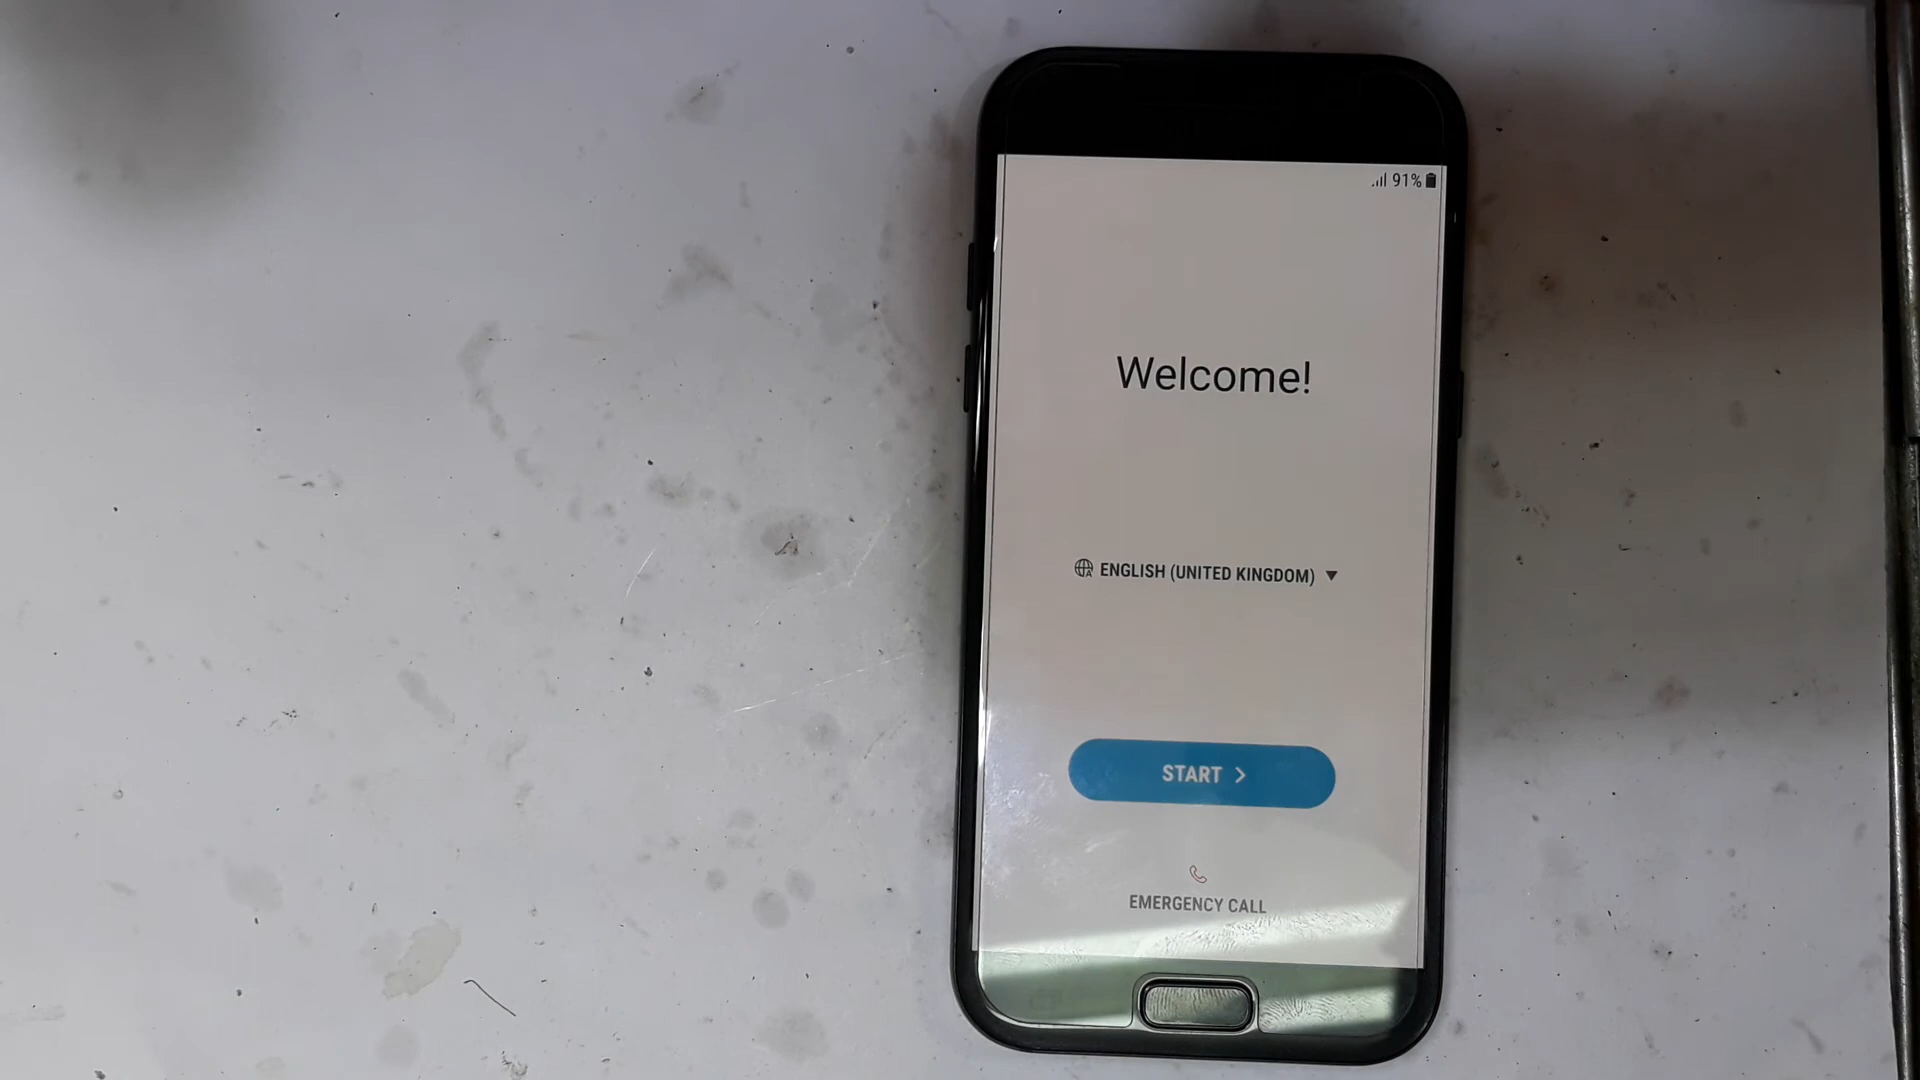 91%
Welcome!
ENGLISH (UNITED KINGDOM)
START
EMERGENCY CALL